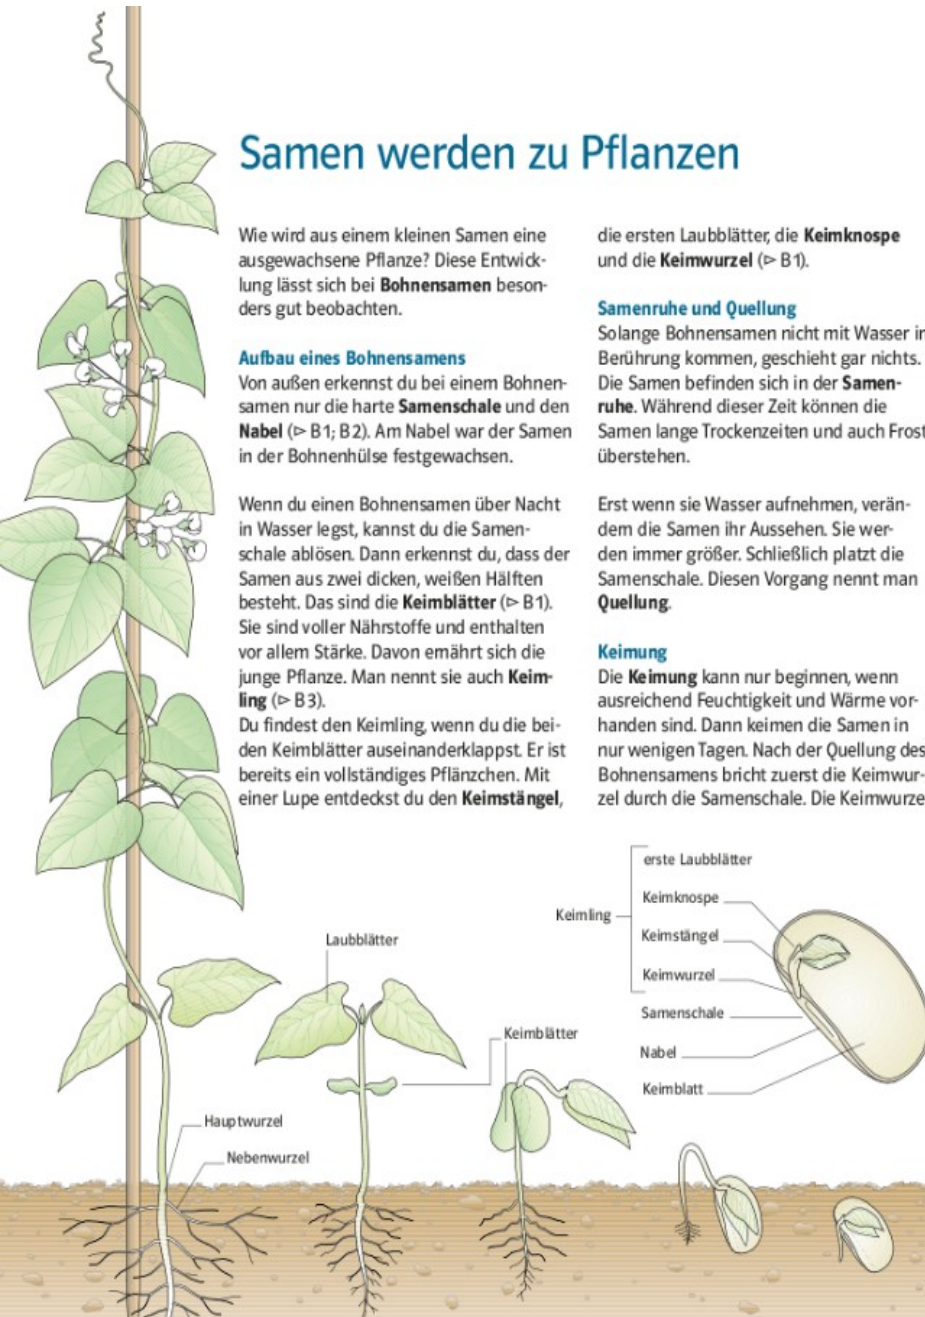 Samen werden zu Pflanzen
Wie wird aus einem kleinen Samen eine
ausgewachsene Pflanze? Diese Entwick-
lung lässt sich bei Bohnensamen beson-
ders gut beobachten.
Aufbau eines Bohnensamens
Von außen erkennst du bei einem Bohnen-
samen nur die harte Samenschale und den
Nabel (▷ B1; B2). Am Nabel war der Samen
in der Bohnenhülse festgewachsen.
Wenn du einen Bohnensamen über Nacht
in Wasser legst, kannst du die Samen-
schale ablösen. Dann erkennst du, dass der
Samen aus zwei dicken, weißen Hälften
besteht. Das sind die Keimblätter (▷ B1).
Sie sind voller Nährstoffe und enthalten
vor allem Stärke. Davon ernährt sich die
junge Pflanze. Man nennt sie auch Keim-
ling (▷ B3).
Du findest den Keimling, wenn du die bei-
den Keimblätter auseinanderklappst. Er ist
bereits ein vollständiges Pflänzchen. Mit
einer Lupe entdeckst du den Keimstängel,
die ersten Laubblätter, die Keimknospe
und die Keimwurzel (▷ B1).
Samenruhe und Quellung
Solange Bohnensamen nicht mit Wasser in
Berührung kommen, geschieht gar nichts.
Die Samen befinden sich in der Samen-
ruhe. Während dieser Zeit können die
Samen lange Trockenzeiten und auch Frost
überstehen.
Erst wenn sie Wasser aufnehmen, verän-
dern die Samen ihr Aussehen. Sie wer-
den immer größer. Schließlich platzt die
Samenschale. Diesen Vorgang nennt man
Quellung.
Keimung
Die Keimung kann nur beginnen, wenn
ausreichend Feuchtigkeit und Wärme vor-
handen sind. Dann keimen die Samen in
nur wenigen Tagen. Nach der Quellung des
Bohnensamens bricht zuerst die Keimwur-
zel durch die Samenschale. Die Keimwurze
erste Laubblätter
Keimknospe
Keimling
Keimstängel
Keimwurzel
Samenschale
Nabel
Keimblatt
Laubblätter
Keimblätter
Hauptwurzel
Nebenwurzel